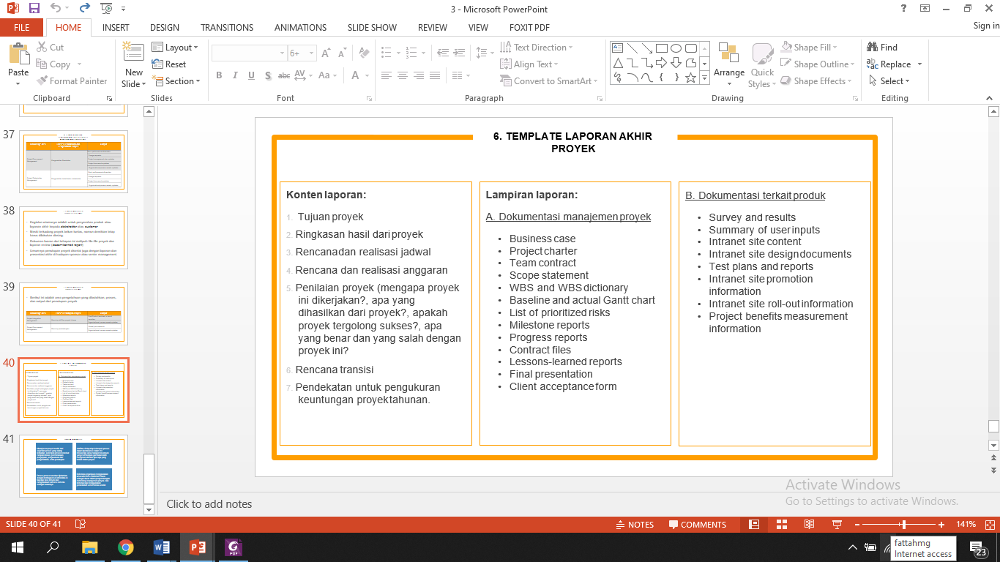 3 - Microsoft PowerPoint
Sign in
FILE
HOME
INSERT
DESIGN
TRANSITIONS
ANIMATIONS
SLIDE SHOW
REVIEW
VIEW
FOXIT PDF
Paste
Cut
Copy
Format Painter
Clipboard
New
Slide
Layout
Reset
Section
Slides
6+
Font
Text Direction
Align Text
Convert to SmartArt
Paragraph
Arrange
Quick
Styles
Shape Fill
Shape Outline
Shape Effects
Drawing
Find
Replace
Select
Editing
37
38
39
40
41
6. TEMPLATE LAPORAN AKHIR
PROYEK
Konten laporan:
1. Tujuan proyek
2. Ringkasan hasil dari proyek
3. Rencana dan realisasi jadwal
4. Rencana dan realisasi anggaran
5. Penilaian proyek (mengapa proyek
ini dikerjakan?, apa yang
dihasilkan dari proyek?, apakah
proyek tergolong sukses?, apa
yang benar dan yang salah dengan
proyek ini?
6. Rencana transisi
7. Pendekatan untuk pengukuran
keuntungan proyek tahunan.
Lampiran laporan:
A. Dokumentasi manajemen proyek
• Business case
• Project charter
• Team contract
• Scope statement
• WBS and WBS dictionary
• Baseline and actual Gantt chart
• List of prioritized risks
• Milestone reports
• Progress reports
• Contract files
• Lessons-learned reports
• Final presentation
• Client acceptance form
B. Dokumentasi terkait produk
• Survey and results
• Summary of user inputs
• Intranet site content
• Intranet site design documents
• Test plans and reports
• Intranet site promotion
information
• Intranet site roll-out information
• Project benefits measurement
information
Activate Windows
Go to Settings to activate Windows.
Click to add notes
SLIDE 40 OF 41
NOTES
COMMENTS
141%
fattahmg
Internet access
23